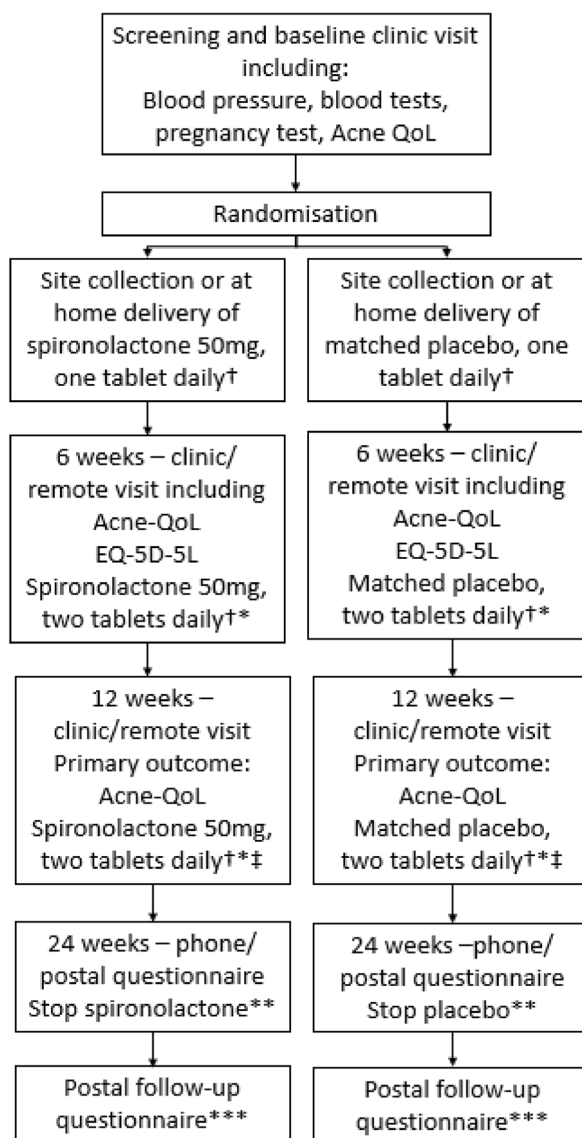 Screening and baseline clinic visit
including:
Blood pressure, blood tests,
pregnancy test, Acne QoL
Randomisation
Site collection or at
home delivery of
spironolactone 50mg,
one tablet daily†
Site collection or at
home delivery of
matched placebo, one
tablet daily†
6 weeks – clinic/
remote visit including
Acne-QoL
EQ-5D-5L
Spironolactone 50mg,
two tablets daily†*
6 weeks – clinic/
remote visit including
Acne-QoL
EQ-5D-5L
Matched placebo,
two tablets daily†*
12 weeks –
clinic/remote visit
Primary outcome:
Acne-QoL
Spironolactone 50mg,
two tablets daily†*‡
12 weeks –
clinic/remote visit
Primary outcome:
Acne-QoL
Matched placebo,
two tablets daily†*‡
24 weeks – phone/
postal questionnaire
Stop spironolactone**
24 weeks –phone/
postal questionnaire
Stop placebo**
Postal follow-up
questionnaire***
Postal follow-up
questionnaire***